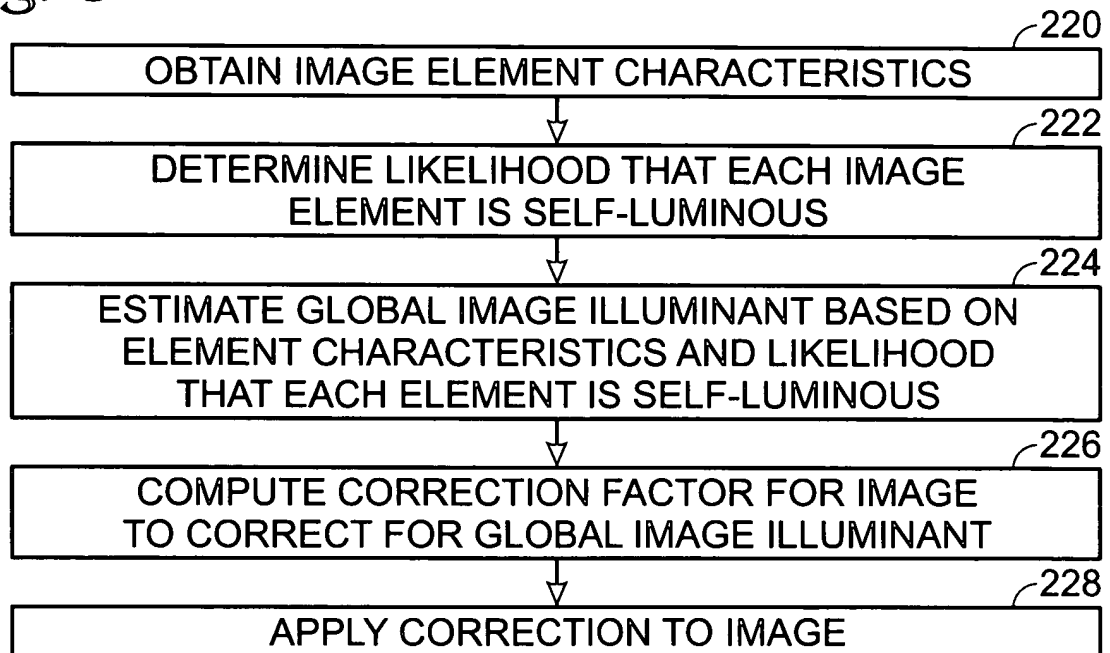 220
OBTAIN IMAGE ELEMENT CHARACTERISTICS
222
DETERMINE LIKELIHOOD THAT EACH IMAGE
ELEMENT IS SELF-LUMINOUS
224
ESTIMATE GLOBAL IMAGE ILLUMINANT BASED ON
ELEMENT CHARACTERISTICS AND LIKELIHOOD
THAT EACH ELEMENT IS SELF-LUMINOUS
226
COMPUTE CORRECTION FACTOR FOR IMAGE
TO CORRECT FOR GLOBAL IMAGE ILLUMINANT
228
APPLY CORRECTION TO IMAGE